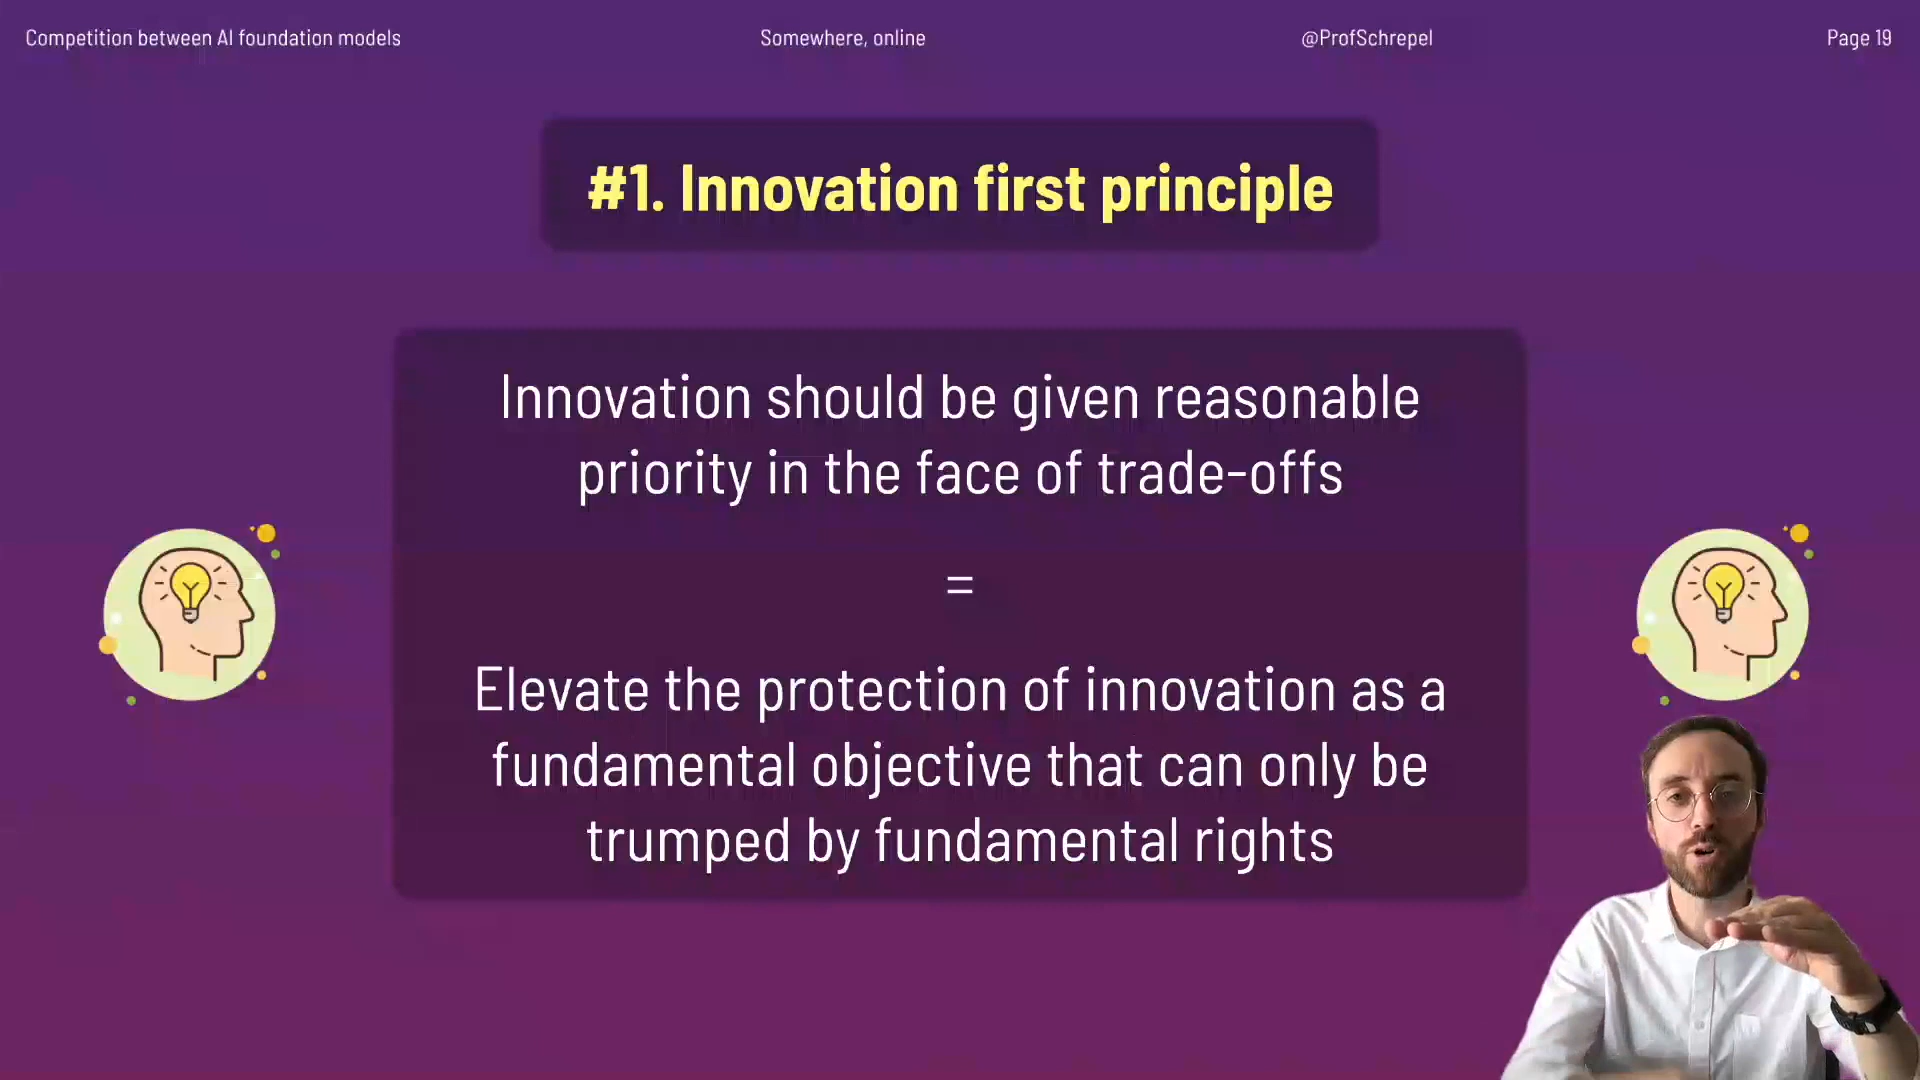 Competition between AI foundation models
Somewhere, online
@ProfSchrepel
Page 19
#1. Innovation first principle
Innovation should be given reasonable
priority in the face of trade-offs
=
Elevate the protection of innovation as a
fundamental objective that can only be
trumped by fundamental rights